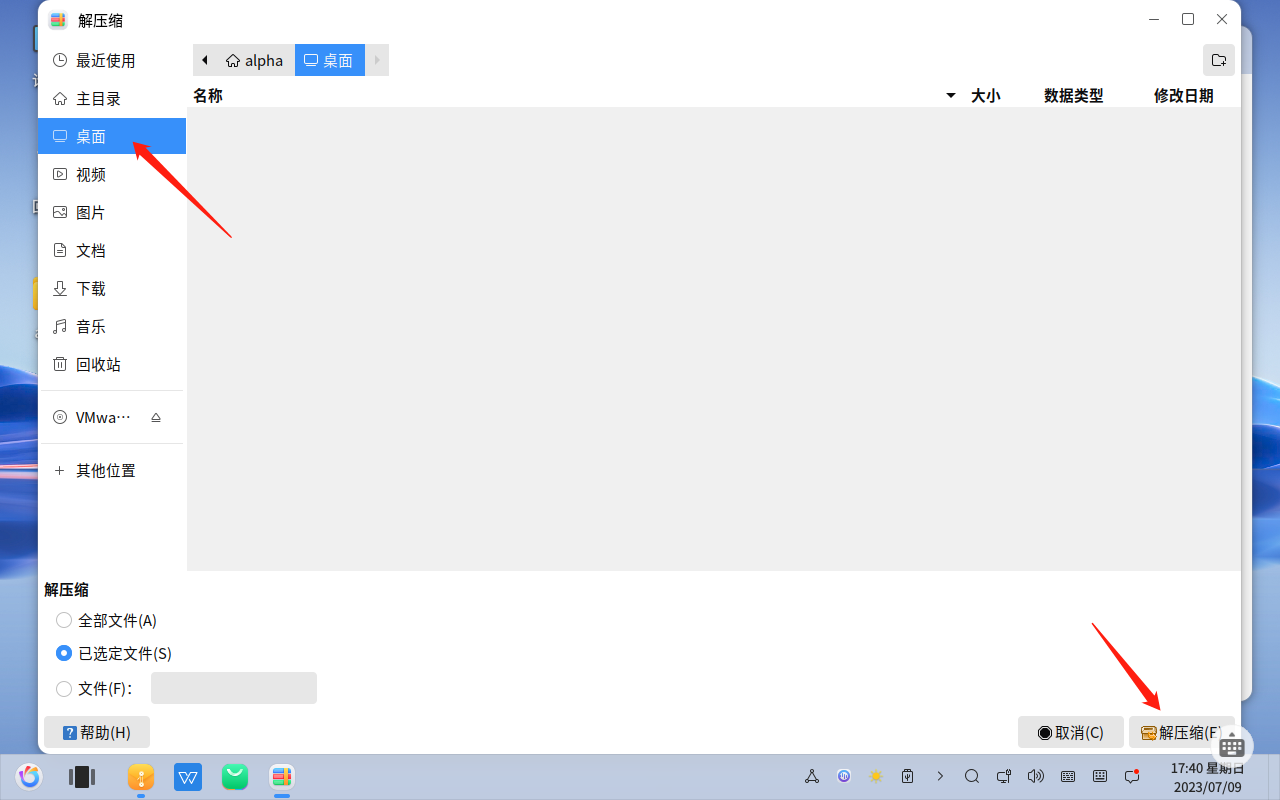 解压缩
最近使用
alpha
桌面
主目录
名称
大小
数据类型
修改日期
桌面
视频
图片
文档
下载
音乐
回收站
VMwa…
其他位置
解压缩
全部文件(A)
已选定文件(S)
文件(F)：
帮助(H)
取消(C)
解压缩(E)
17:40 星期日
2023/07/09